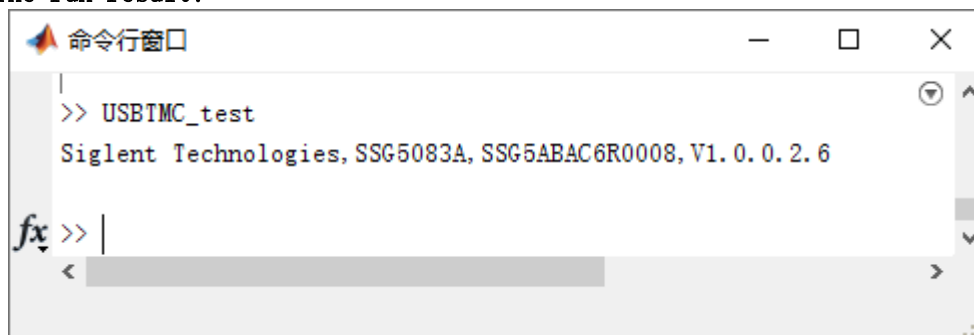 命令行窗口
>> USBTMC_test
Siglent Technologies,SSG5083A,SSG5ABAC6R0008,V1.0.0.2.6
fx >>